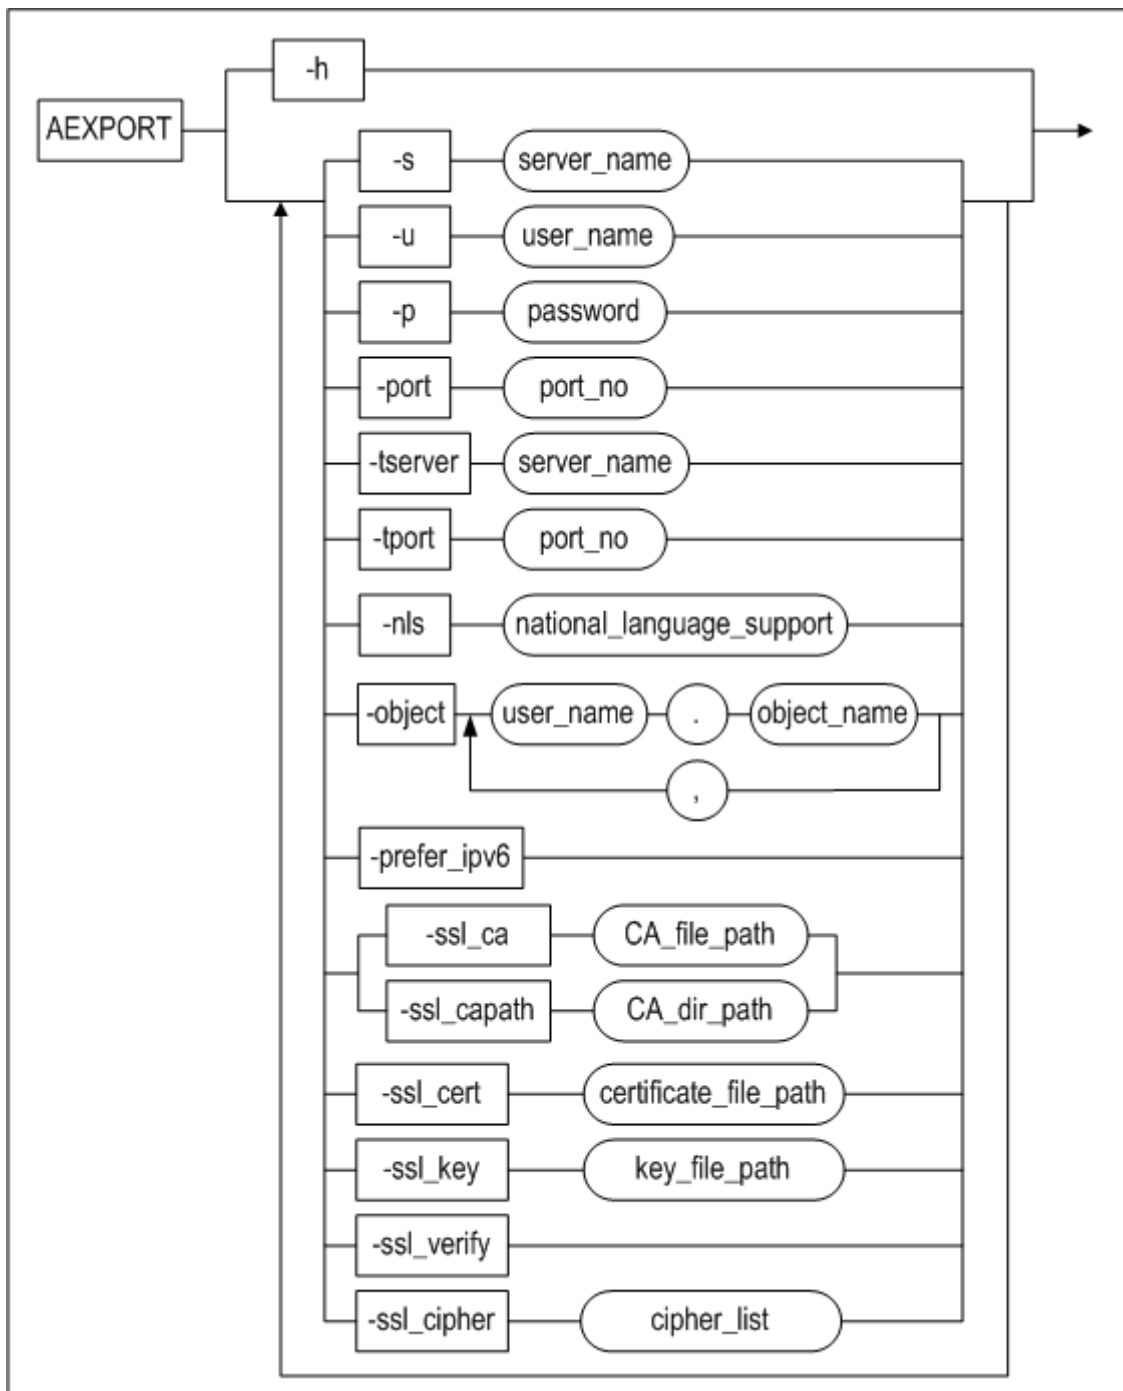 -h
AEXPORT
-s server_name
-u user_name
-p password
-port port_no
-tserver server_name
-tport port_no
-nls national_language_support
-object user_name . object_name
,
-prefer_ipv6
-ssl_ca CA_file_path
-ssl_capath CA_dir_path
-ssl_cert certificate_file_path
-ssl_key key_file_path
-ssl_verify
-ssl_cipher cipher_list